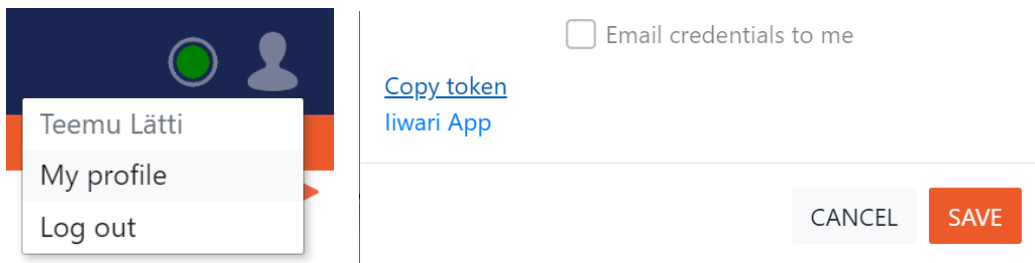 Teemu Lätti
My profile
Log out
Email credentials to me
Copy token
Iiwari App
CANCEL
SAVE